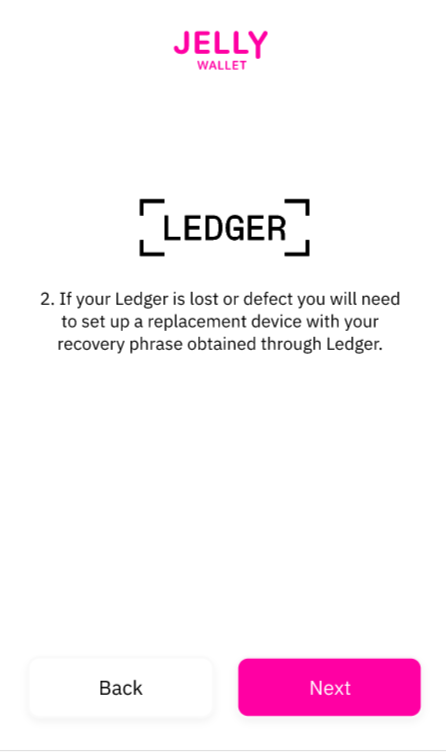 JELLY
WALLET
LEDGER
2. If your Ledger is lost or defect you will need
to set up a replacement device with your
recovery phrase obtained through Ledger.
Back
Next